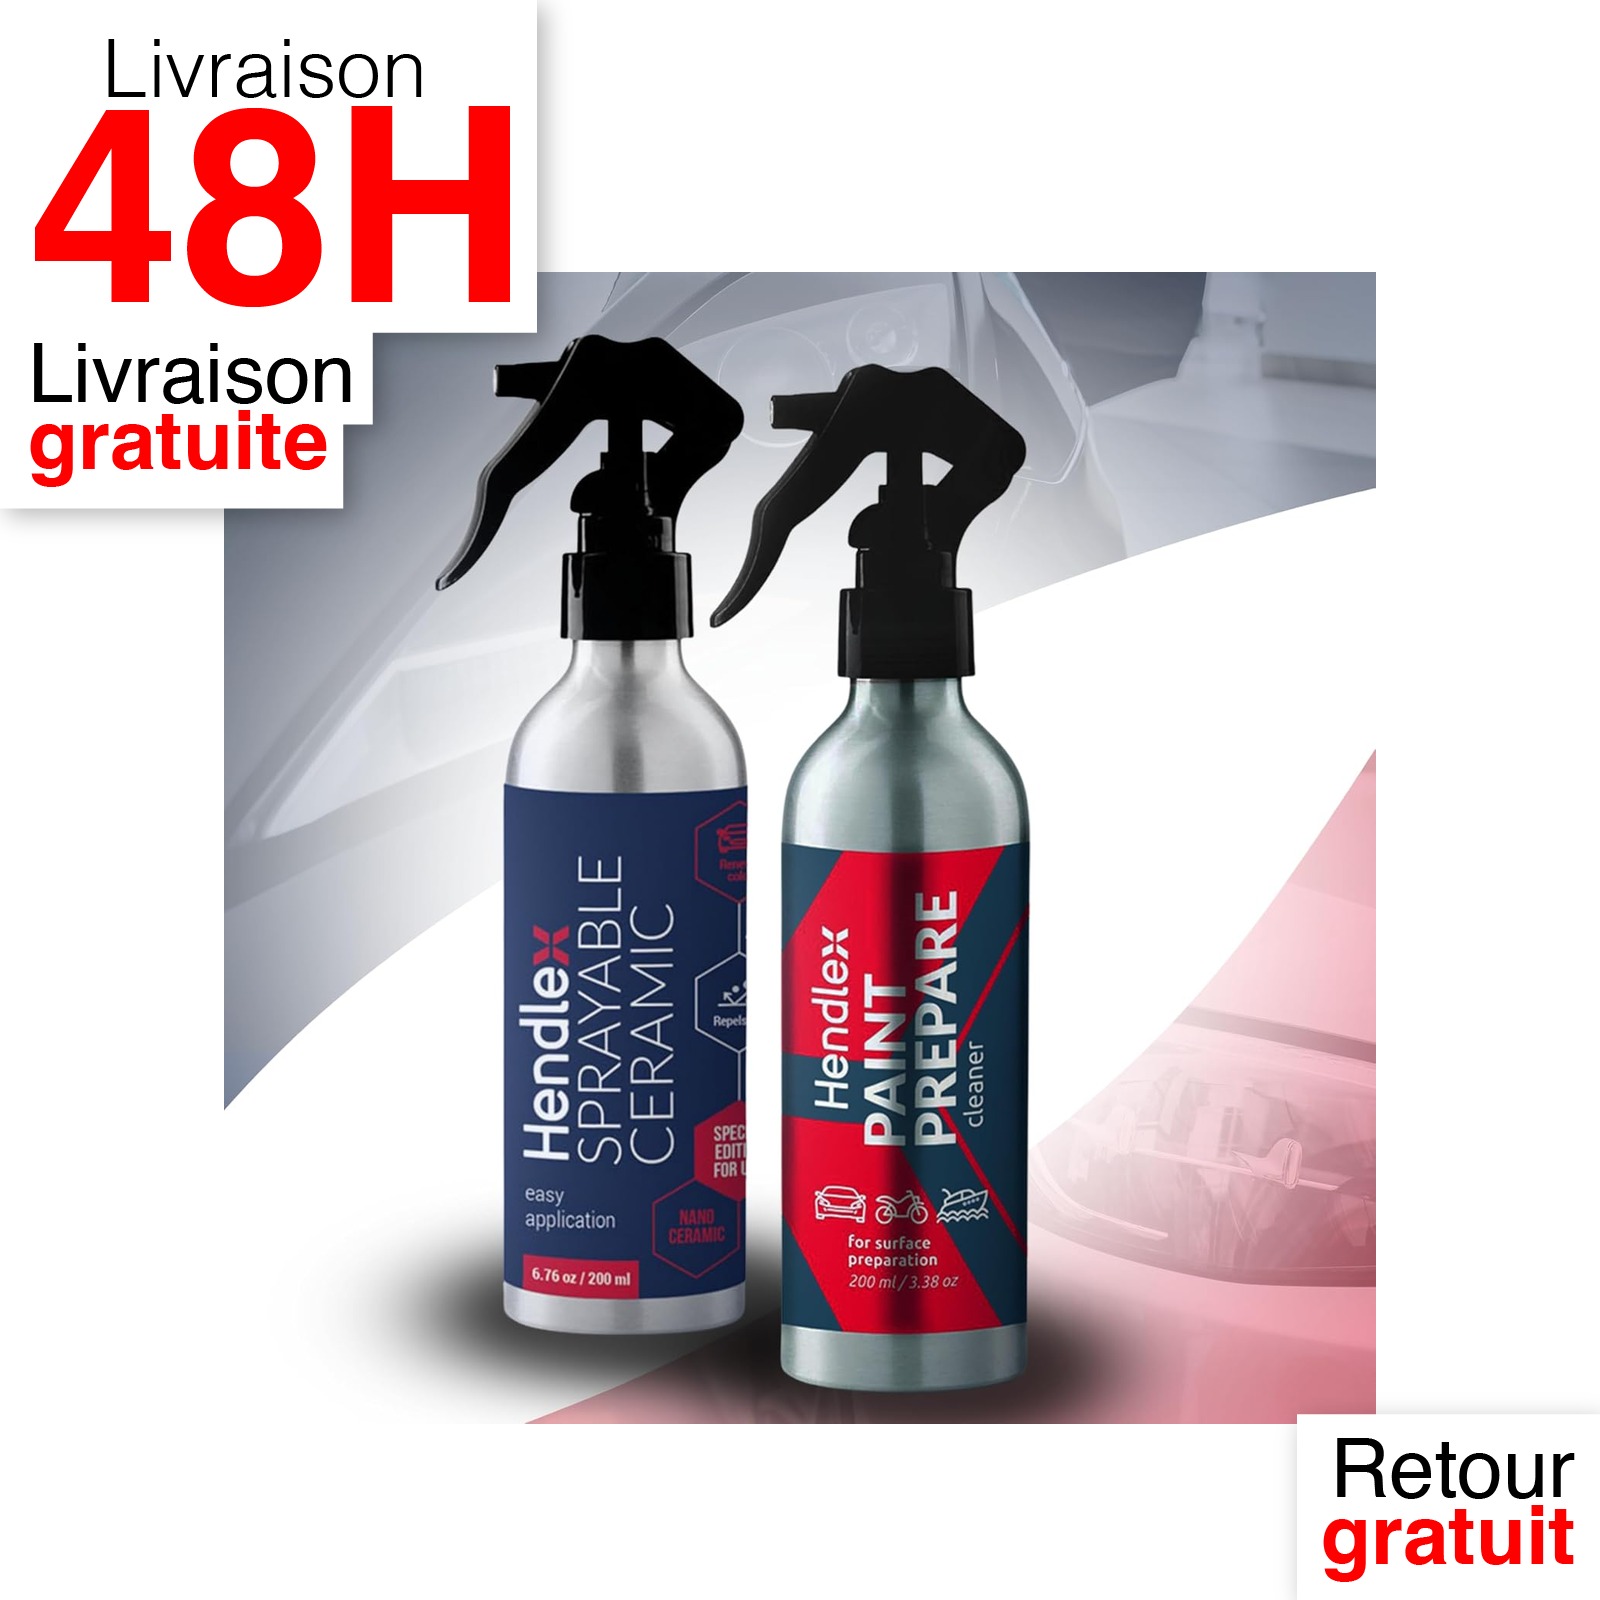 Livraison
48H
Livraison
gratuite
Hendlex
SPRAYABLE
CERAMIC
easy
application
6.76 oz / 200 ml
NANO
CERAMIC
Hendlex
PAINT
PREPARE
cleaner
for surface
preparation
200 ml / 3.38 oz
Retour
gratuit